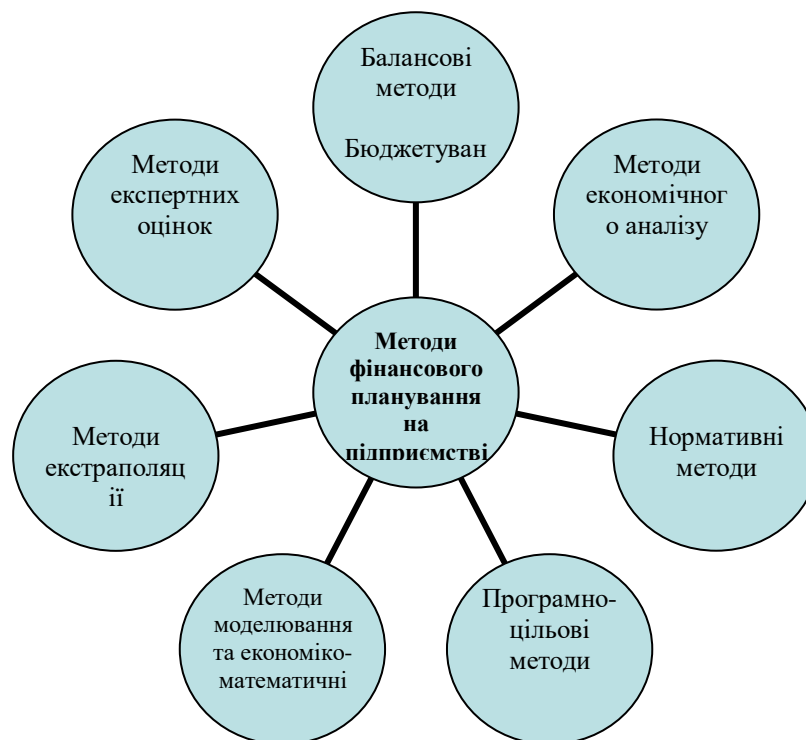 Балансові
методи
Бюджетуван
Методи
експертних
оцінок
Методи
економічног
о аналізу
Методи
фінансового
планування
на
підприємстві
Методи
екстраполяц
ії
Нормативні
методи
Методи
моделювання
та економіко-
математичні
Програмно-
цільові
методи